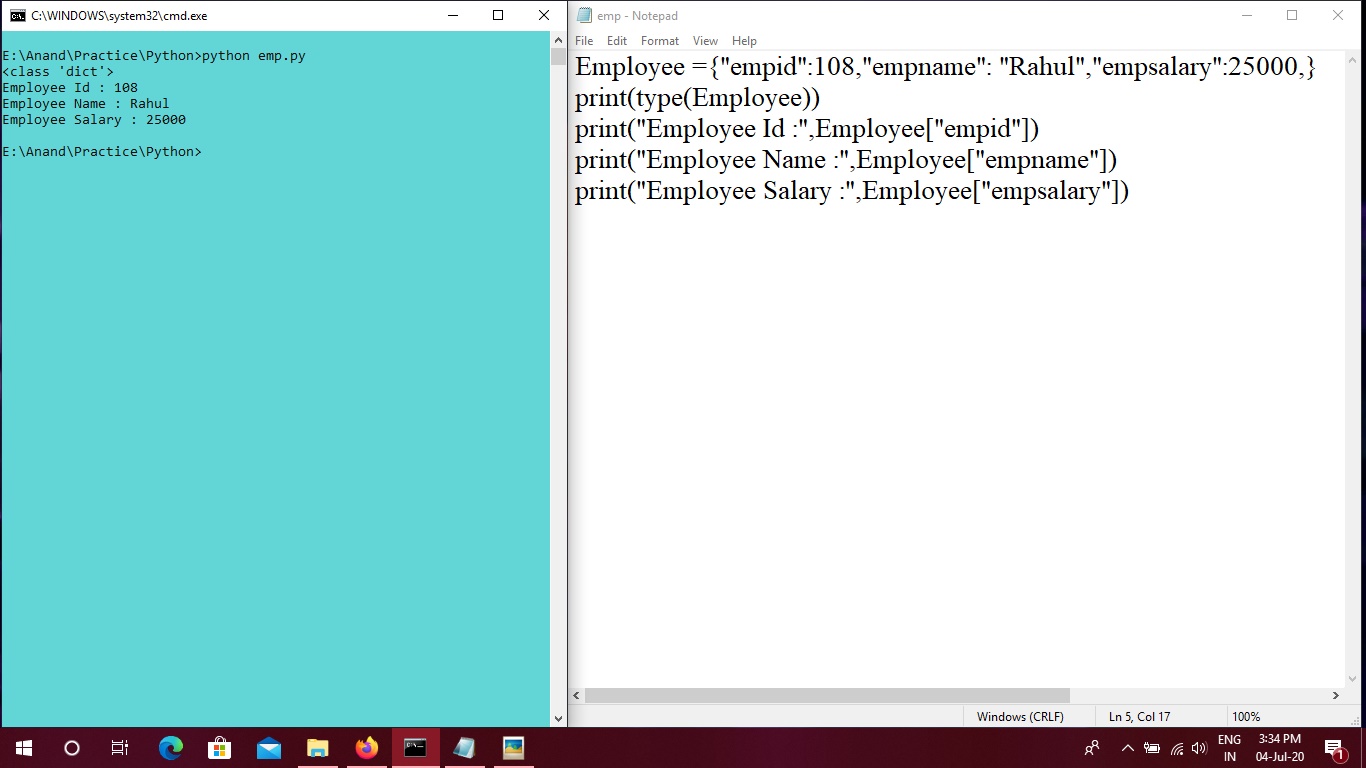 C:\WINDOWS\system32\cmd.exe
E:\Anand\Practice\Python>python emp.py
<class 'dict'>
Employee Id : 108
Employee Name : Rahul
Employee Salary : 25000
E:\Anand\Practice\Python>
emp - Notepad
File Edit Format View Help
Employee ={"empid":108,"empname": "Rahul","empsalary":25000,}
print(type(Employee))
print("Employee Id :",Employee["empid"])
print("Employee Name :",Employee["empname"])
print("Employee Salary :",Employee["empsalary"])
Windows (CRLF) Ln 5, Col 17 100%
ENG 3:34 PM
IN 04-Jul-20 1